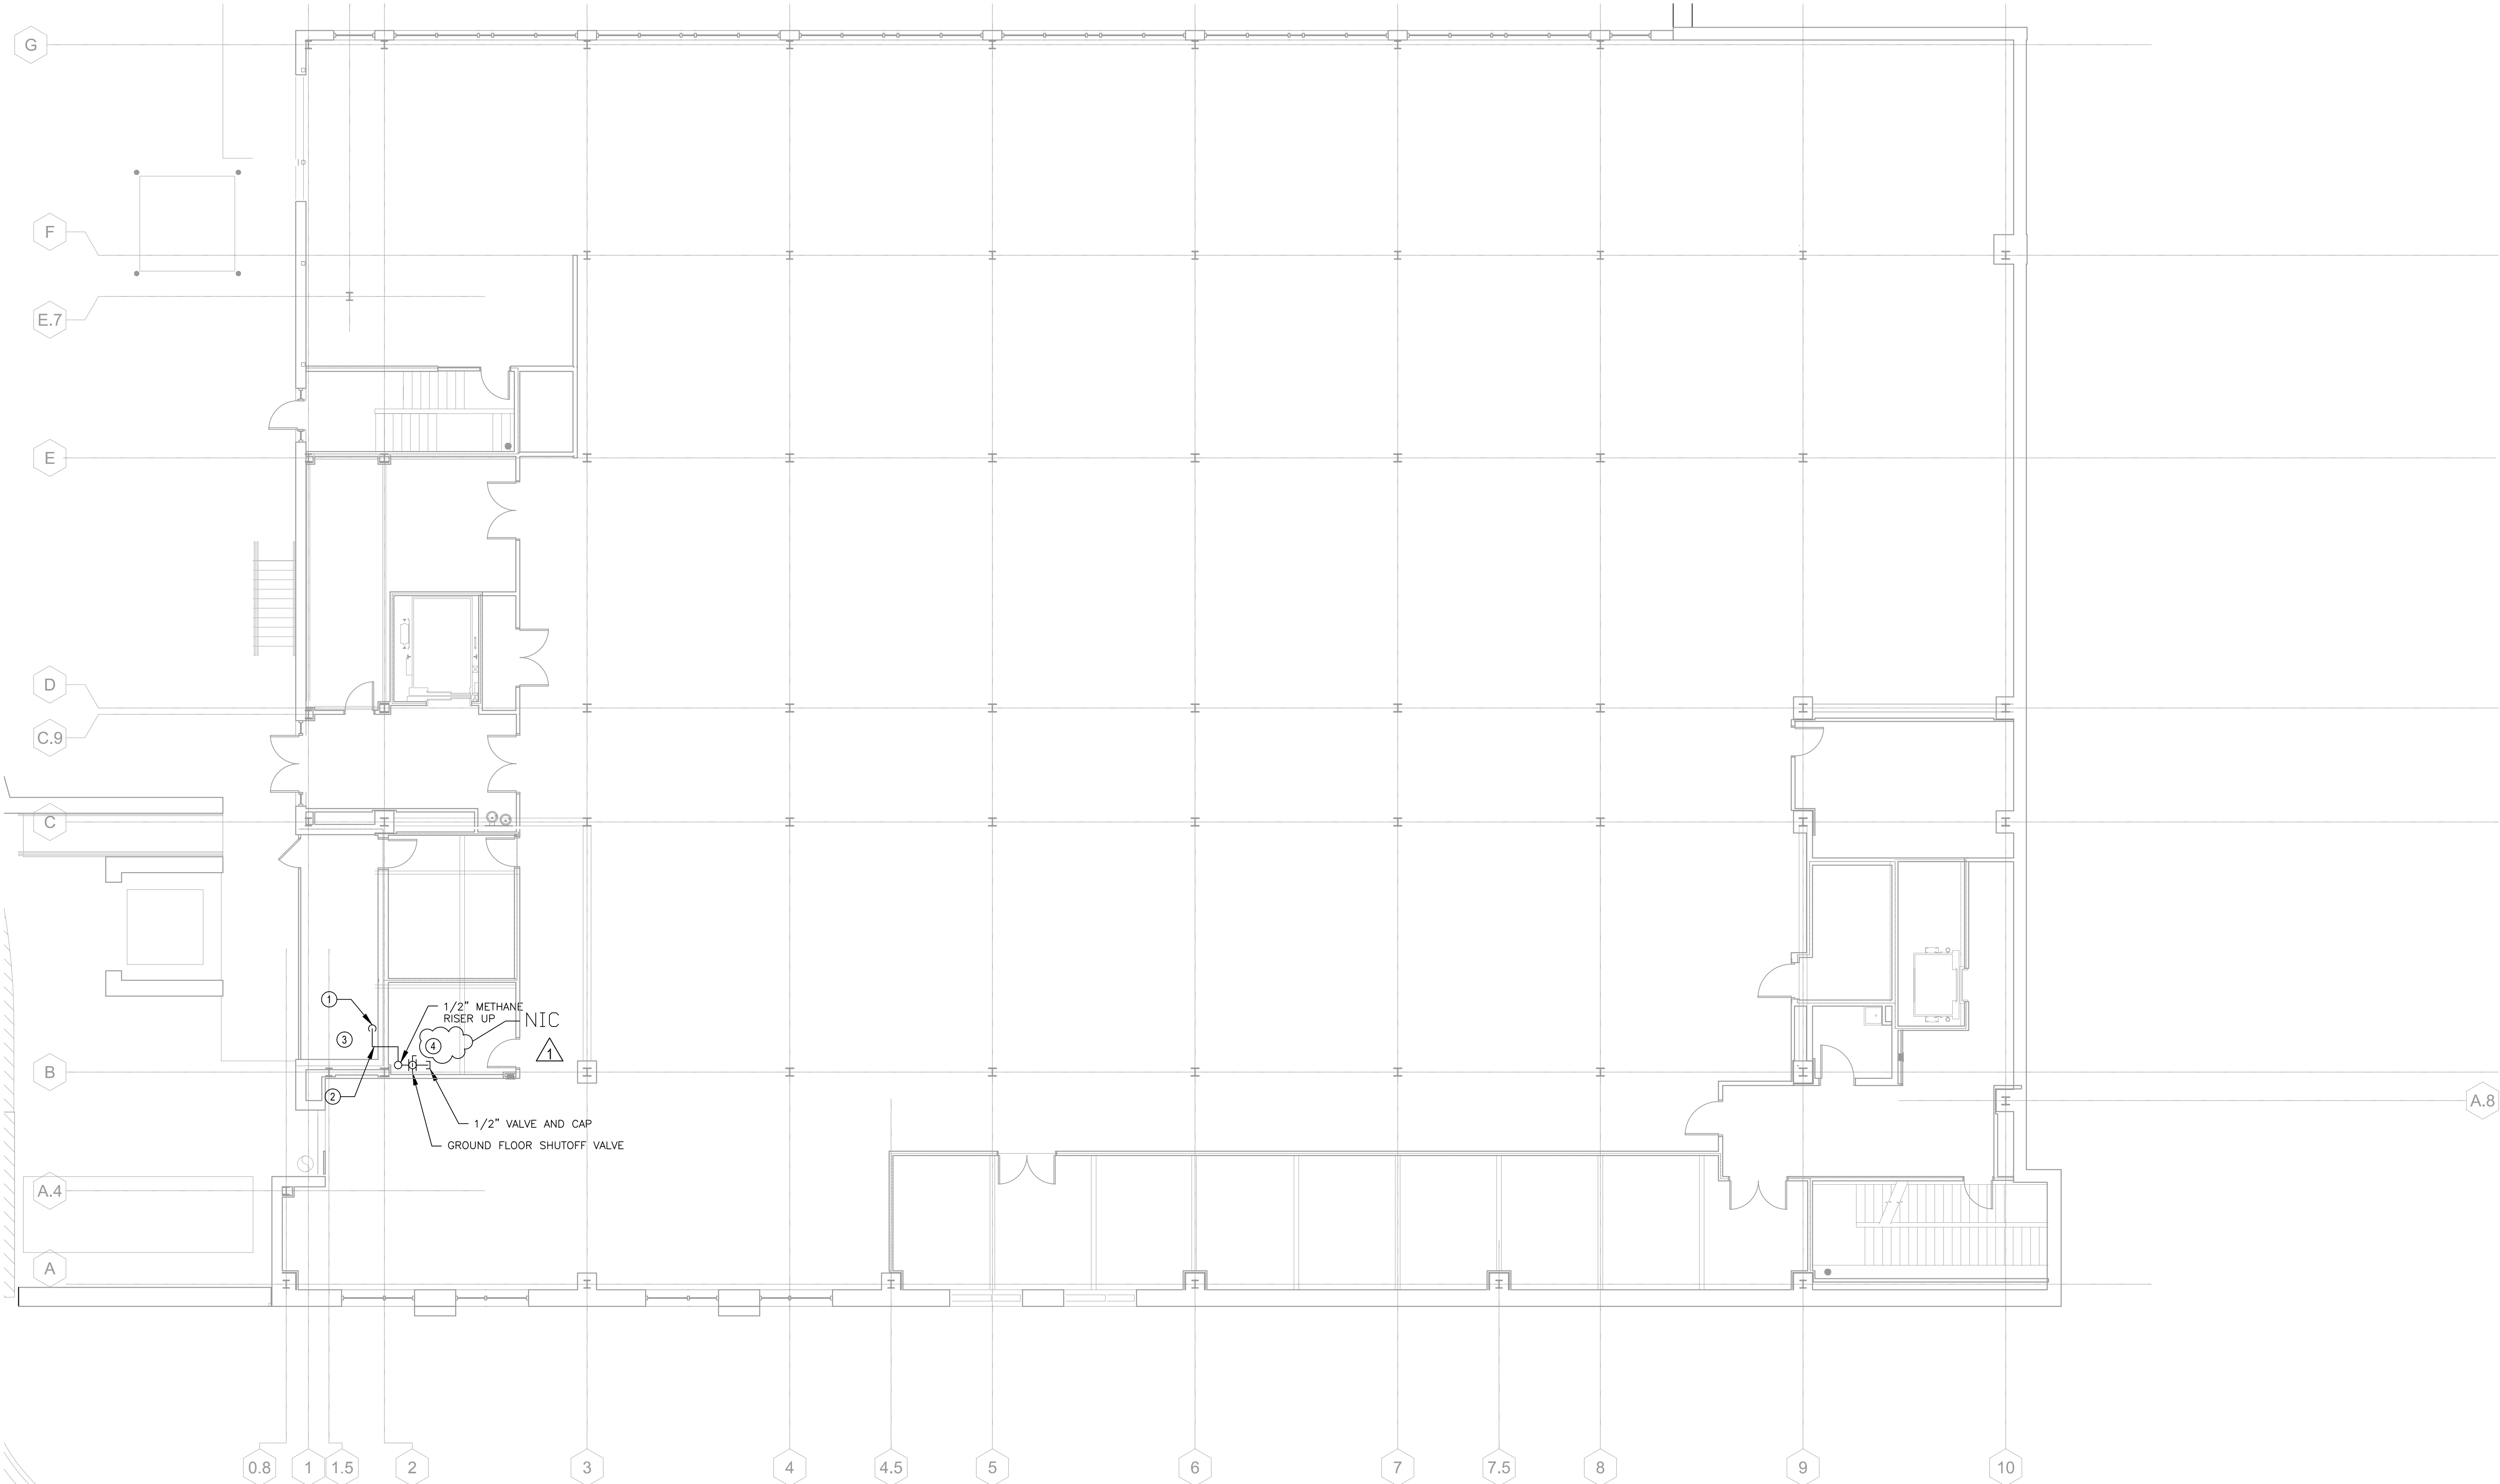 G
F
E.7
E
D
C.9
C
1
1/2" METHANE
RISER UP
NIC
3
4
1
B
2
A.8
1/2" VALVE AND CAP
GROUND FLOOR SHUTOFF VALVE
A.4
A
0.8
1
1.5
2
3
4
4.5
5
6
7
7.5
8
9
10